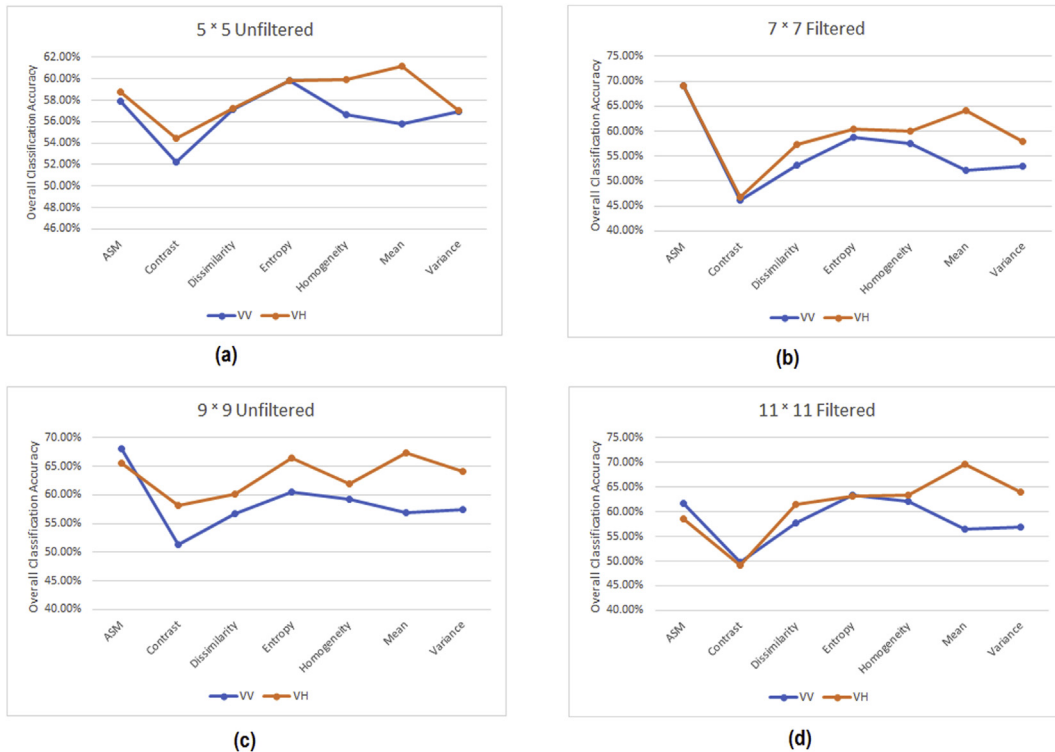 5 × 5 Unfiltered
Overall Classification Accuracy
62.00%
60.00%
58.00%
56.00%
54.00%
52.00%
50.00%
48.00%
46.00%
ASM
Contrast
Dissimilarity
Entropy
Homogeneity
Mean
Variance
VV VH
(a)
7 × 7 Filtered
Overall Classification Accuracy
75.00%
70.00%
65.00%
60.00%
55.00%
50.00%
45.00%
40.00%
ASM
Contrast
Dissimilarity
Entropy
Homogeneity
Mean
Variance
VV VH
(b)
9 × 9 Unfiltered
Overall Classification Accuracy
70.00%
65.00%
60.00%
55.00%
50.00%
45.00%
40.00%
ASM
Contrast
Dissimilarity
Entropy
Homogeneity
Mean
Variance
VV VH
(c)
11 × 11 Filtered
Overall Classification Accuracy
75.00%
70.00%
65.00%
60.00%
55.00%
50.00%
45.00%
40.00%
ASM
Contrast
Dissimilarity
Entropy
Homogeneity
Mean
Variance
VV VH
(d)